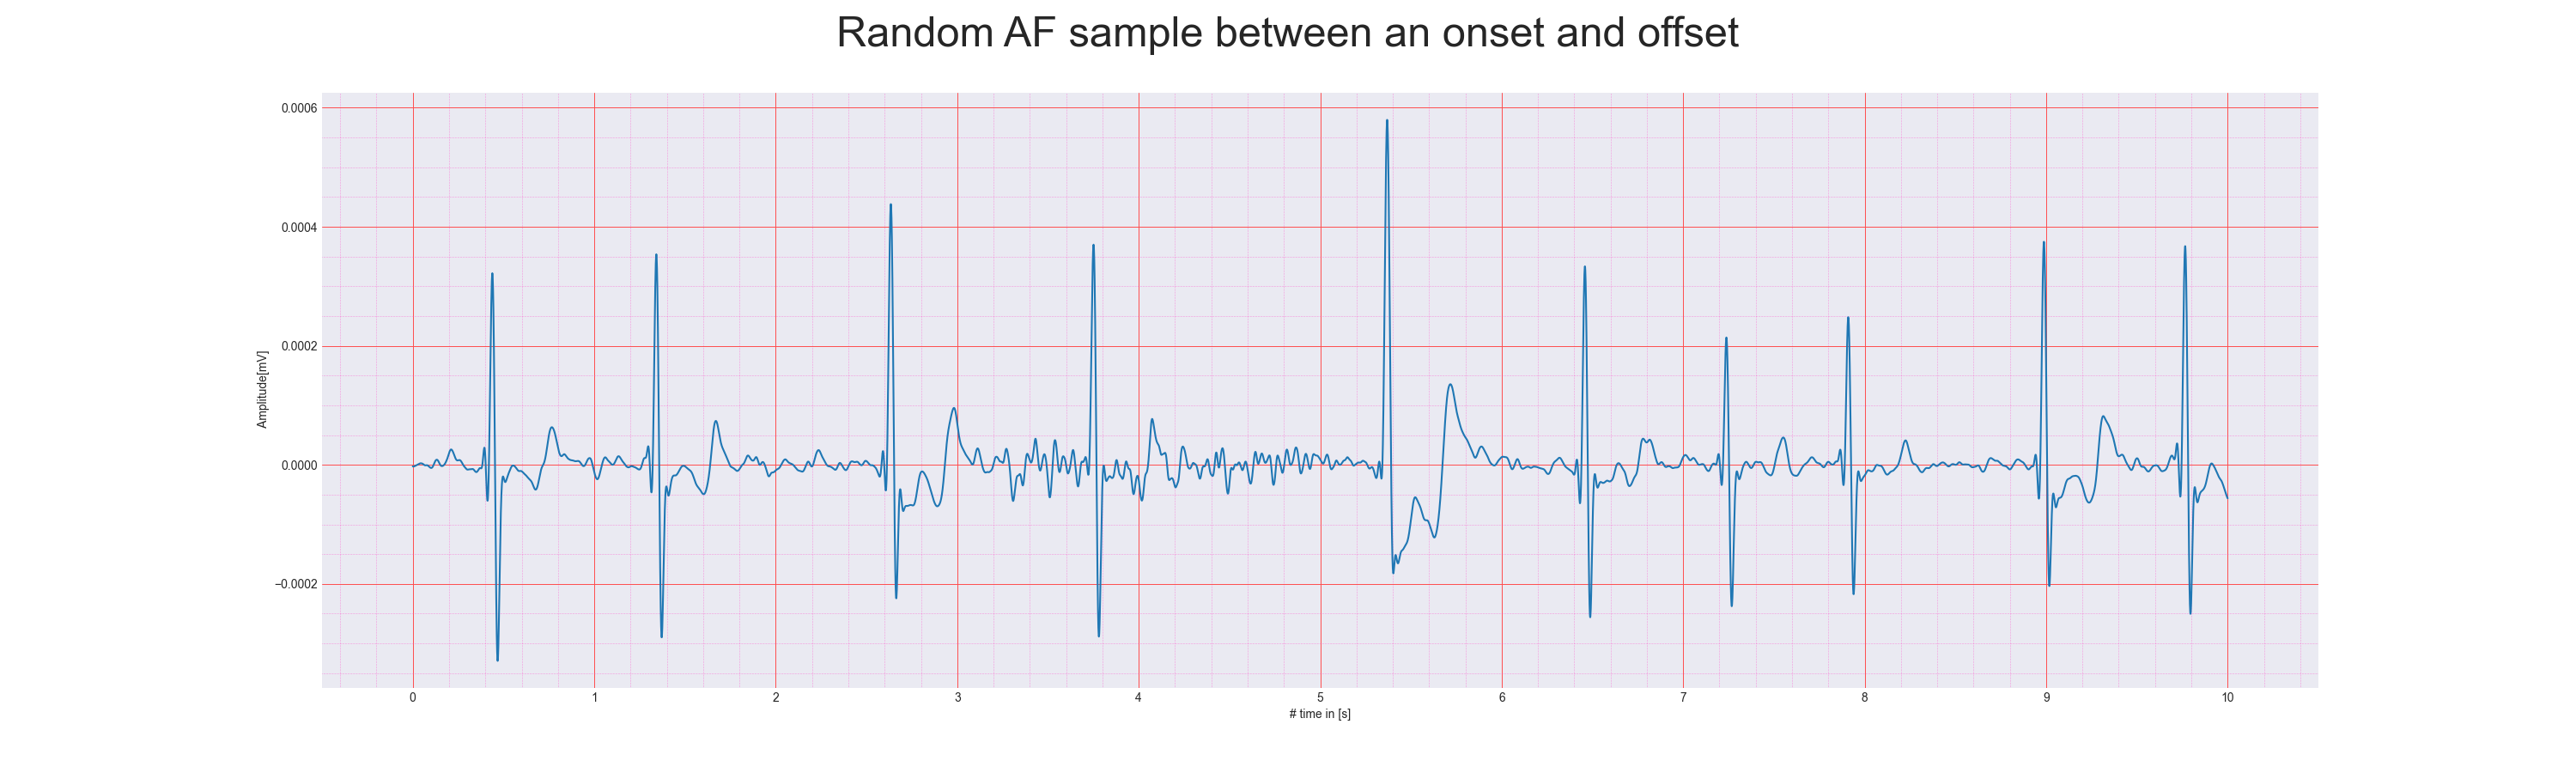 Random AF sample between an onset and offset
0.0006
0.0004
0.0002
0.0000
−0.0002
Amplitude[mV]
0 1 2 3 4 5 6 7 8 9 10
# time in [s]